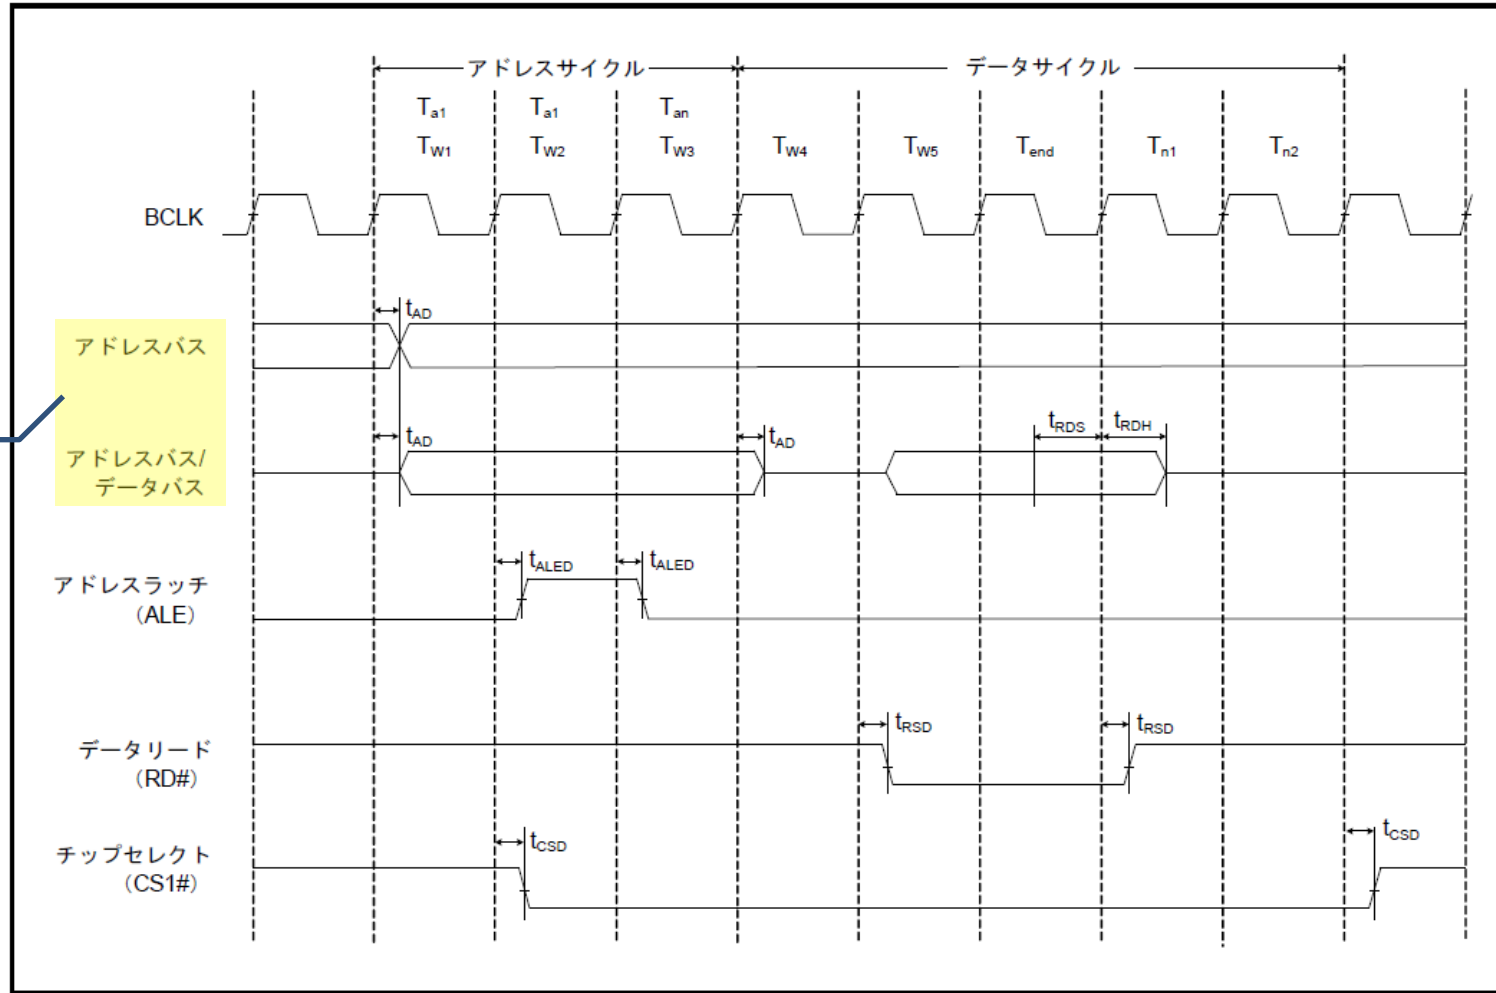 アドレスサイクル データサイクル
Ta1 Ta1 Tan
TW1 TW2 TW3 TW4 TW5 Tend Tn1 Tn2
BCLK
tAD
アドレスバス
tAD tAD tRDS tRDH
アドレスバス/
データバス
tALED tALED
アドレスラッチ
（ALE）
tRSD tRSD
データリード
（RD#）
tCSD tCSD
チップセレクト
（CS1#）